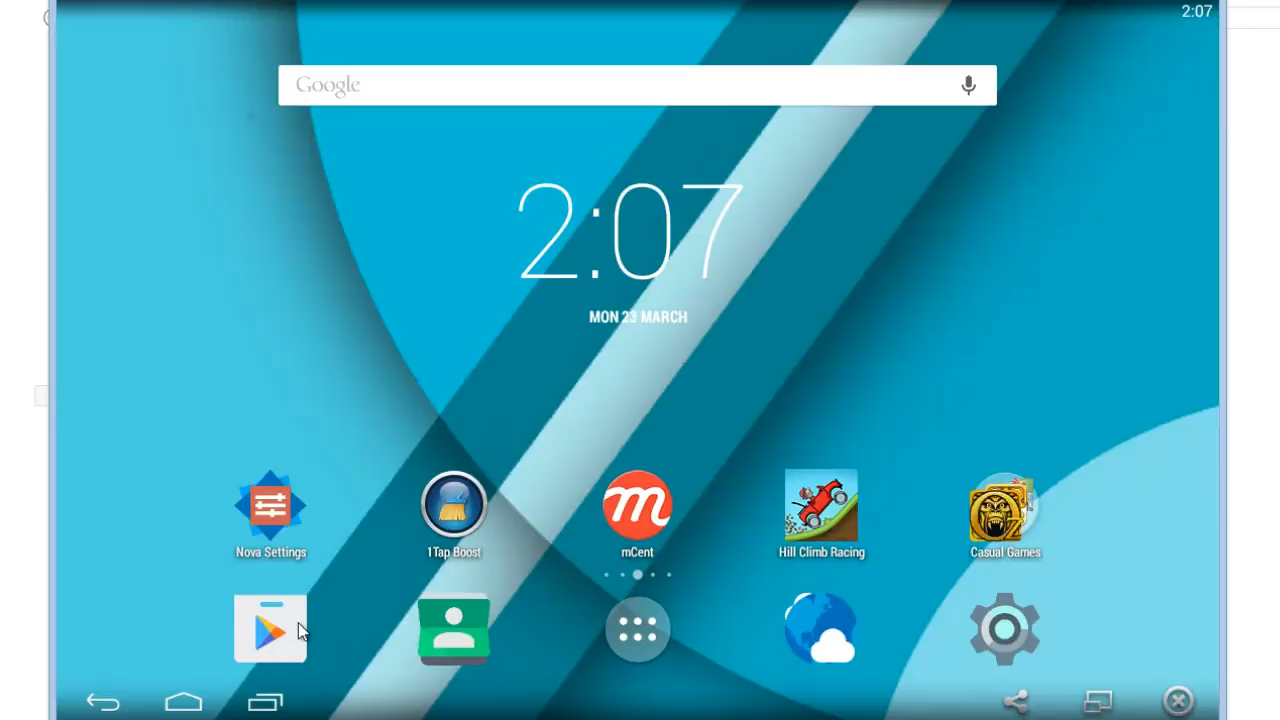 2:07
Google
2:07
MON 23 MARCH
Nova Settings
1Tap Boost
mCent
Hill Climb Racing
Casual Games